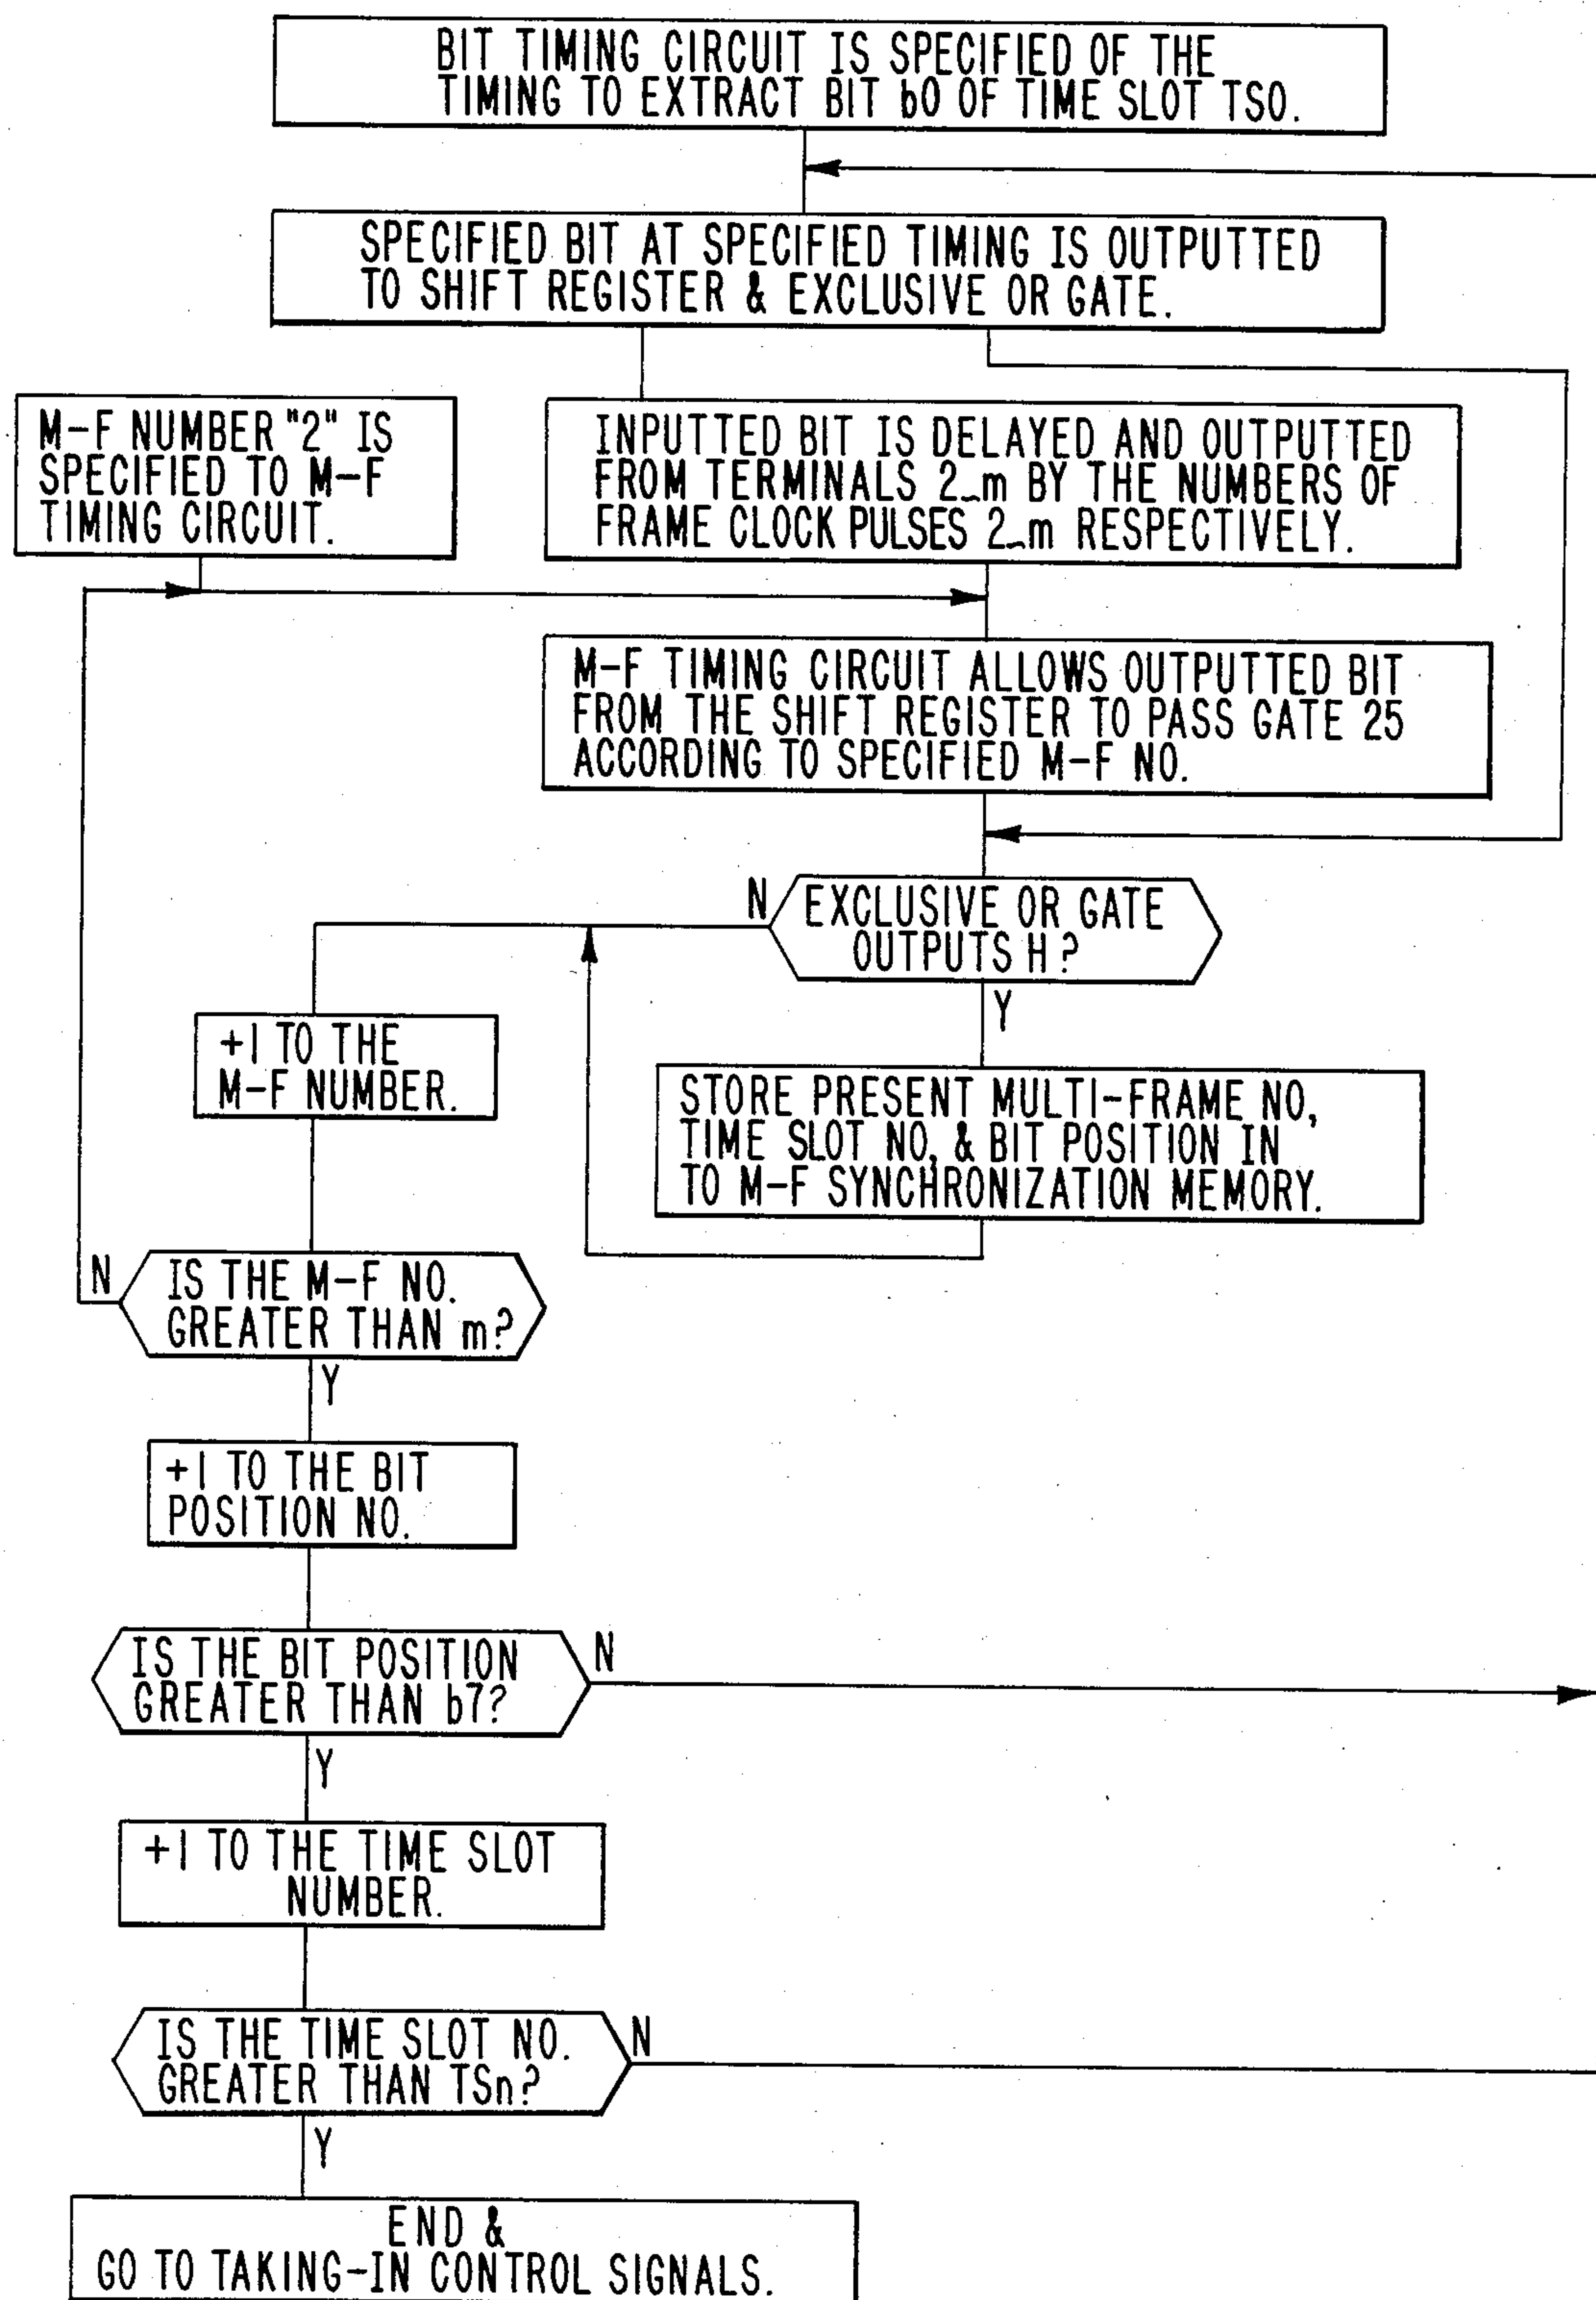 BIT TIMING CIRCUIT IS SPECIFIED OF THE
TIMING TO EXTRACT BIT b0 OF TIME SLOT TS0.
SPECIFIED BIT AT SPECIFIED TIMING IS OUTPUTTED
TO SHIFT REGISTER & EXCLUSIVE OR GATE.
M-F NUMBER "2" IS
SPECIFIED TO M-F
TIMING CIRCUIT.
INPUTTED BIT IS DELAYED AND OUTPUTTED
FROM TERMINALS 2~m BY THE NUMBERS OF
FRAME CLOCK PULSES 2~m RESPECTIVELY.
M-F TIMING CIRCUIT ALLOWS OUTPUTTED BIT
FROM THE SHIFT REGISTER TO PASS GATE 25
ACCORDING TO SPECIFIED M-F NO.
N
EXCLUSIVE OR GATE
OUTPUTS H?
Y
+1 TO THE
M-F NUMBER.
STORE PRESENT MULTI-FRAME NO,
TIME SLOT NO, & BIT POSITION IN
TO M-F SYNCHRONIZATION MEMORY.
N
IS THE M-F NO.
GREATER THAN m?
Y
+1 TO THE BIT
POSITION NO.
IS THE BIT POSITION
GREATER THAN b7?
N
Y
+1 TO THE TIME SLOT
NUMBER.
IS THE TIME SLOT NO.
GREATER THAN TSn?
N
Y
END &
GO TO TAKING-IN CONTROL SIGNALS.